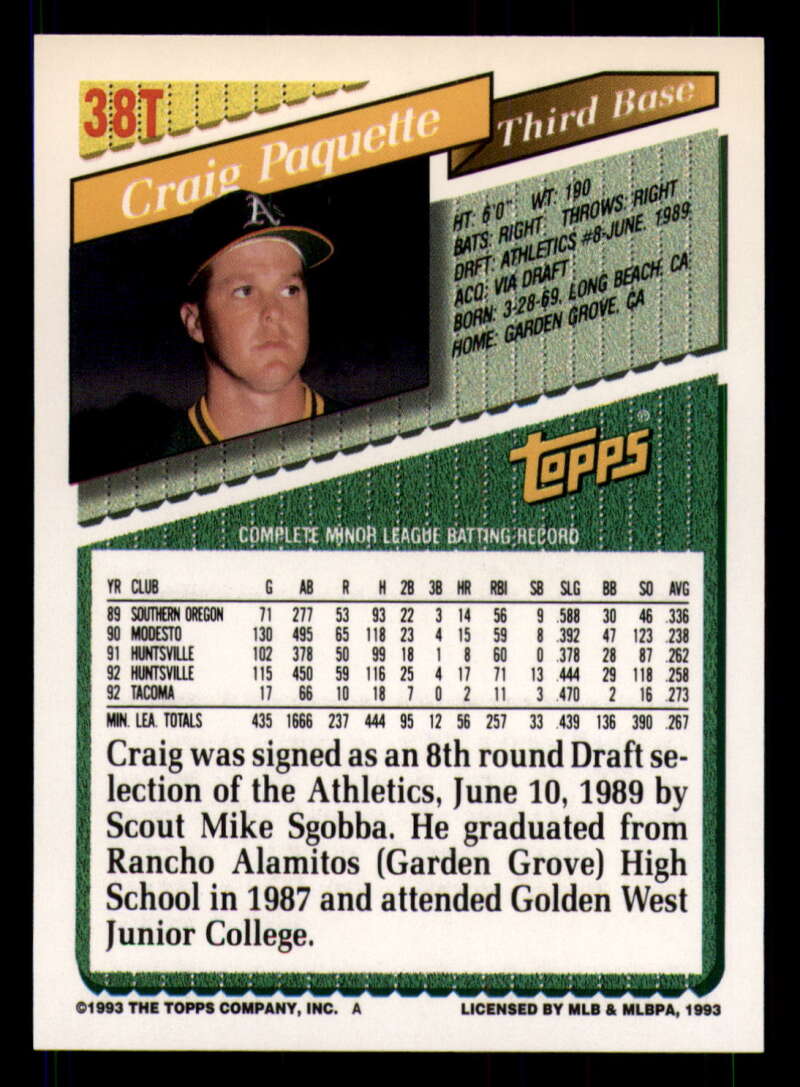 38T
Craig Paquette
Third Base
A's
HT: 6'0" WT: 190
BATS: RIGHT THROWS: RIGHT
DRFT: ATHLETICS #8-JUNE, 1989
ACQ: VIA DRAFT
BORN: 3-28-69, LONG BEACH, CA
HOME: GARDEN GROVE, CA
Topps®
COMPLETE MINOR LEAGUE BATTING RECORD
YR CLUB G AB R H 2B 3B HR RBI SB SLG BB SO AVG
89 SOUTHERN OREGON 71 277 53 93 22 3 14 56 9 .588 30 46 .336
90 MODESTO 130 495 65 118 23 4 15 59 8 .392 47 123 .238
91 HUNTSVILLE 102 378 50 99 18 1 8 60 0 .378 28 87 .262
92 HUNTSVILLE 115 450 59 116 25 4 17 71 13 .444 29 118 .258
92 TACOMA 17 66 10 18 7 0 2 11 3 .470 2 16 .273
MIN. LEA. TOTALS 435 1666 237 444 95 12 56 257 33 .439 136 390 .267
Craig was signed as an 8th round Draft se-
lection of the Athletics, June 10, 1989 by
Scout Mike Sgobba. He graduated from
Rancho Alamitos (Garden Grove) High
School in 1987 and attended Golden West
Junior College.
©1993 THE TOPPS COMPANY, INC. A
LICENSED BY MLB & MLBPA, 1993